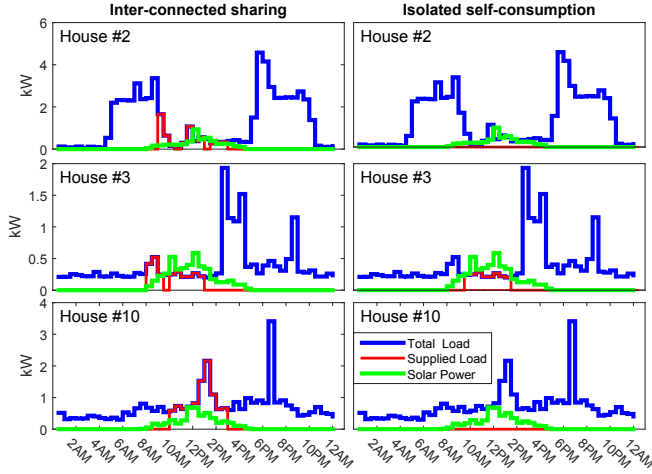 Inter-connected sharing
Isolated self-consumption
House #2
6
4
2
0
kW
House #2
House #3
2
1.5
1
0.5
0
kW
House #3
House #10
4
3
2
1
0
kW
House #10
Total Load
Supplied Load
Solar Power
2AM 4AM 6AM 8AM 10AM 12PM 2PM 4PM 6PM 8PM 10PM 12AM
2AM 4AM 6AM 8AM 10AM 12PM 2PM 4PM 6PM 8PM 10PM 12AM